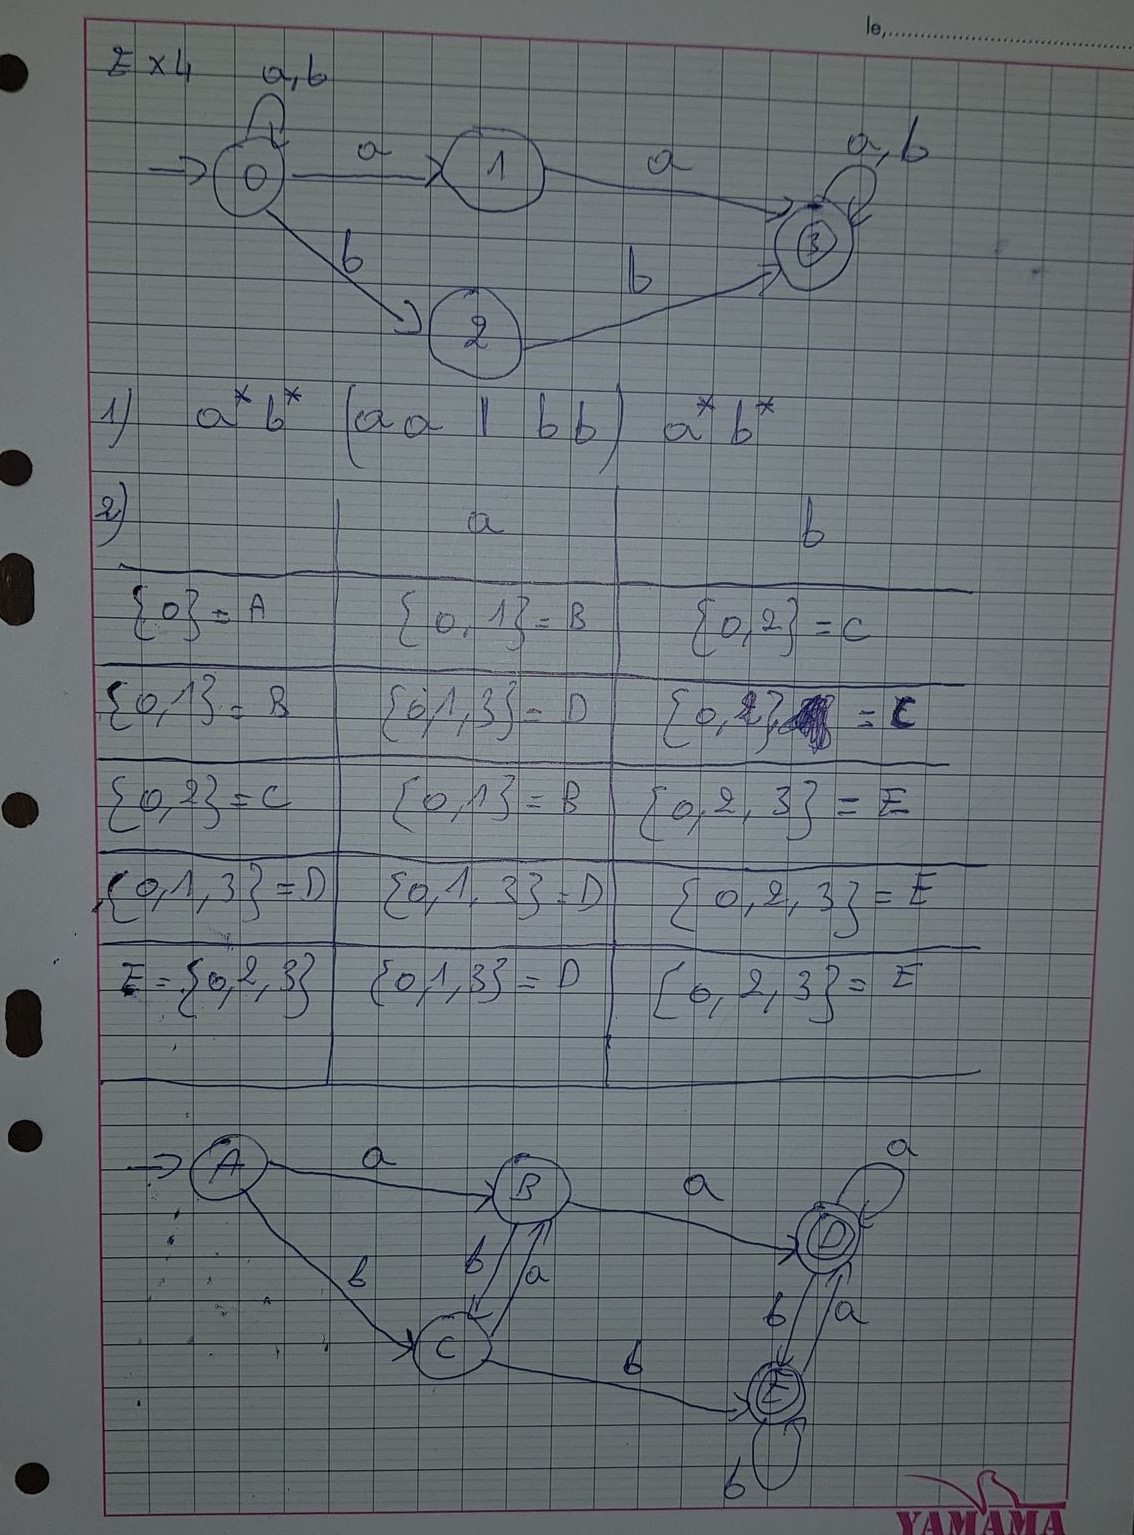 le,
Ex4
a,b
0 a 1 a a,b
3
b b
2
1) a* b* (aa | bb) a* b*
2) a b
{0} = A {0,1} = B {0,2} = C
{0,1} = B {0,1,3} = D {0,2} = C
{0,2} = C {0,1} = B {0,2,3} = E
{0,1,3} = D {0,1,3} = D {0,2,3} = E
E = {0,2,3} {0,1,3} = D {0,2,3} = E
a
A a B a
D
b b a b a
C b E
b
YAMAMA